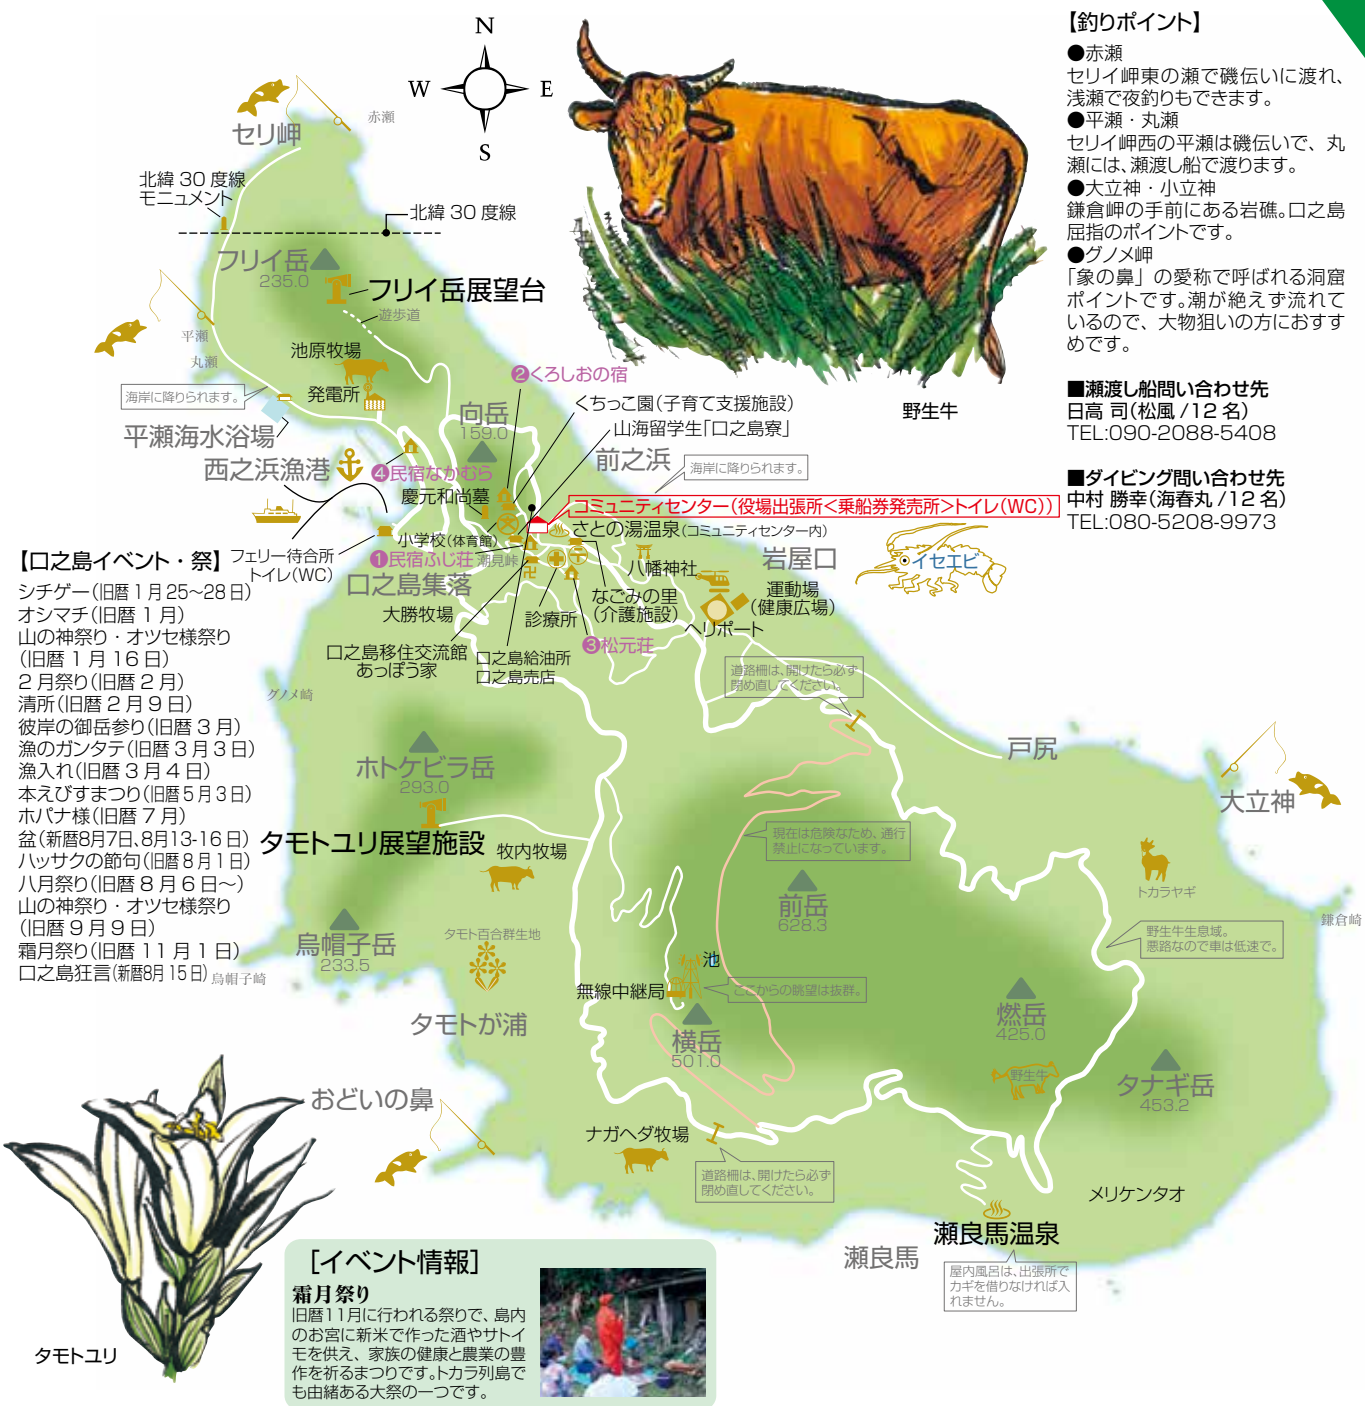 N
W
E
S
【釣りポイント】
●赤瀬
セリイ岬東の瀬で磯伝いに渡れ、
浅瀬で夜釣りもできます。
●平瀬・丸瀬
セリイ岬西の平瀬は磯伝いで、丸
瀬には、瀬渡し船で渡ります。
●大立神・小立神
鎌倉岬の手前にある岩礁。口之島
屈指のポイントです。
●グノメ岬
「象の鼻」の愛称で呼ばれる洞窟
ポイントです。潮が絶えず流れて
いるので、大物狙いの方におすす
めです。
■瀬渡し船問い合わせ先
日高 司(松風 /12 名)
TEL:090-2088-5408
■ダイビング問い合わせ先
中村 勝幸(海春丸 /12 名)
TEL:080-5208-9973
野生牛
イセエビ
赤瀬
セリ岬
北緯 30 度線
モニュメント
北緯 30 度線
フリイ岳
235.0
フリイ岳展望台
遊歩道
平瀬
丸瀬
池原牧場
発電所
海岸に降りられます。
平瀬海水浴場
西之浜漁港
向岳
159.0
❷くろしおの宿
くちっこ園(子育て支援施設)
山海留学生「口之島寮」
前之浜
海岸に降りられます。
❹民宿なかむら
慶元和尚墓
コミュニティセンター(役場出張所<乗船券発売所>トイレ(WC))
さとの湯温泉(コミュニティセンター内)
小学校(体育館)
❶民宿ふじ荘
潮見峠
フェリー待合所
トイレ(WC)
口之島集落
八幡神社
岩屋口
運動場
(健康広場)
ヘリポート
なごみの里
(介護施設)
大勝牧場
診療所
❸松元荘
口之島移住交流館
あっぽう家
口之島給油所
口之島売店
道路柵は、開けたら必ず
閉め直してください。
【口之島イベント・祭】
シチゲー(旧暦 1 月 25~28 日)
オシマチ(旧暦 1 月)
山の神祭り・オツセ様祭り
(旧暦 1 月 16 日)
2 月祭り(旧暦 2 月)
清所(旧暦 2 月 9 日)
彼岸の御岳参り(旧暦 3 月)
漁のガンタテ(旧暦 3 月 3 日)
漁入れ(旧暦 3 月 4 日)
本えびすまつり(旧暦 5 月 3 日)
ホパナ様(旧暦 7 月)
盆(新暦8月7日、8月13-16 日)
ハッサクの節句(旧暦 8 月 1 日)
八月祭り(旧暦 8 月 6 日~)
山の神祭り・オツセ様祭り
(旧暦 9 月 9 日)
霜月祭り(旧暦 11 月 1 日)
口之島狂言(新暦8月 15 日)
グノメ崎
ホトケビラ岳
293.0
タモトユリ展望施設
牧内牧場
戸尻
大立神
現在は危険なため、通行
禁止になっています。
トカラヤギ
鎌倉崎
前岳
628.3
野生牛生息域。
悪路なので車は低速で。
烏帽子岳
233.5
烏帽子崎
タモト百合群生地
池
無線中継局
ここからの眺望は抜群。
横岳
501.0
燃岳
425.0
野生牛
タナギ岳
453.2
タモトが浦
おどいの鼻
ナガヘダ牧場
道路柵は、開けたら必ず
閉め直してください。
メリケンタオ
瀬良馬温泉
瀬良馬
屋内風呂は、出張所で
カギを借りなければ入
れません。
タモトユリ
[イベント情報]
霜月祭り
旧暦11月に行われる祭りで、島内
のお宮に新米で作った酒やサトイ
モを供え、家族の健康と農業の豊
作を祈るまつりです。トカラ列島で
も由緒ある大祭の一つです。